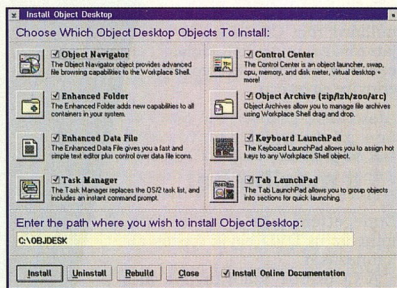 Install Object Desktop
Choose Which Object Desktop Objects To Install:
Object Navigator
The Object Navigator object provides advanced
file browsing capabilities to the Workplace Shell.
Enhanced Folder
The Enhanced Folder adds new capabilities to all
containers in your system.
Enhanced Data File
The Enhanced Data File gives you a fast and
simple text editor plus control over data file icons.
Task Manager
The Task Manager replaces the OS/2 task list, and
includes an instant command prompt.
Control Center
The Control Center is an object launcher, swap,
cpu, memory, and disk meter, virtual desktop +
more!
Object Archive (zip/lzh/zoo/arc)
Object Archives allow you to manage file archives
using Workplace Shell drag and drop.
Keyboard LaunchPad
The Keyboard LaunchPad allows you to assign hot
keys to any Workplace Shell object.
Tab LaunchPad
The Tab LaunchPad allows you to group objects
into sections for quick launching.
Enter the path where you wish to install Object Desktop:
C:\OBJDESK
Install Uninstall Rebuild Close Install Online Documentation